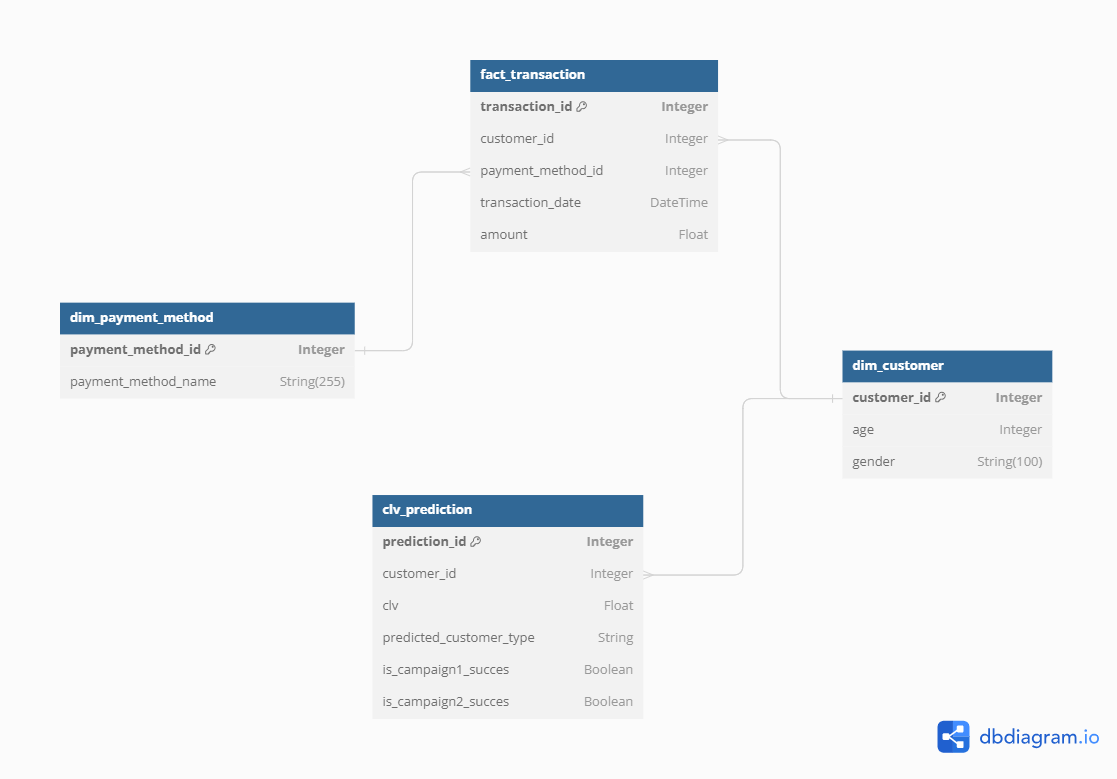 fact_transaction
transaction_id Integer
customer_id Integer
payment_method_id Integer
transaction_date DateTime
amount Float
dim_payment_method
payment_method_id Integer
payment_method_name String(255)
dim_customer
customer_id Integer
age Integer
gender String(100)
clv_prediction
prediction_id Integer
customer_id Integer
clv Float
predicted_customer_type String
is_campaign1_succes Boolean
is_campaign2_succes Boolean
dbdiagram.io